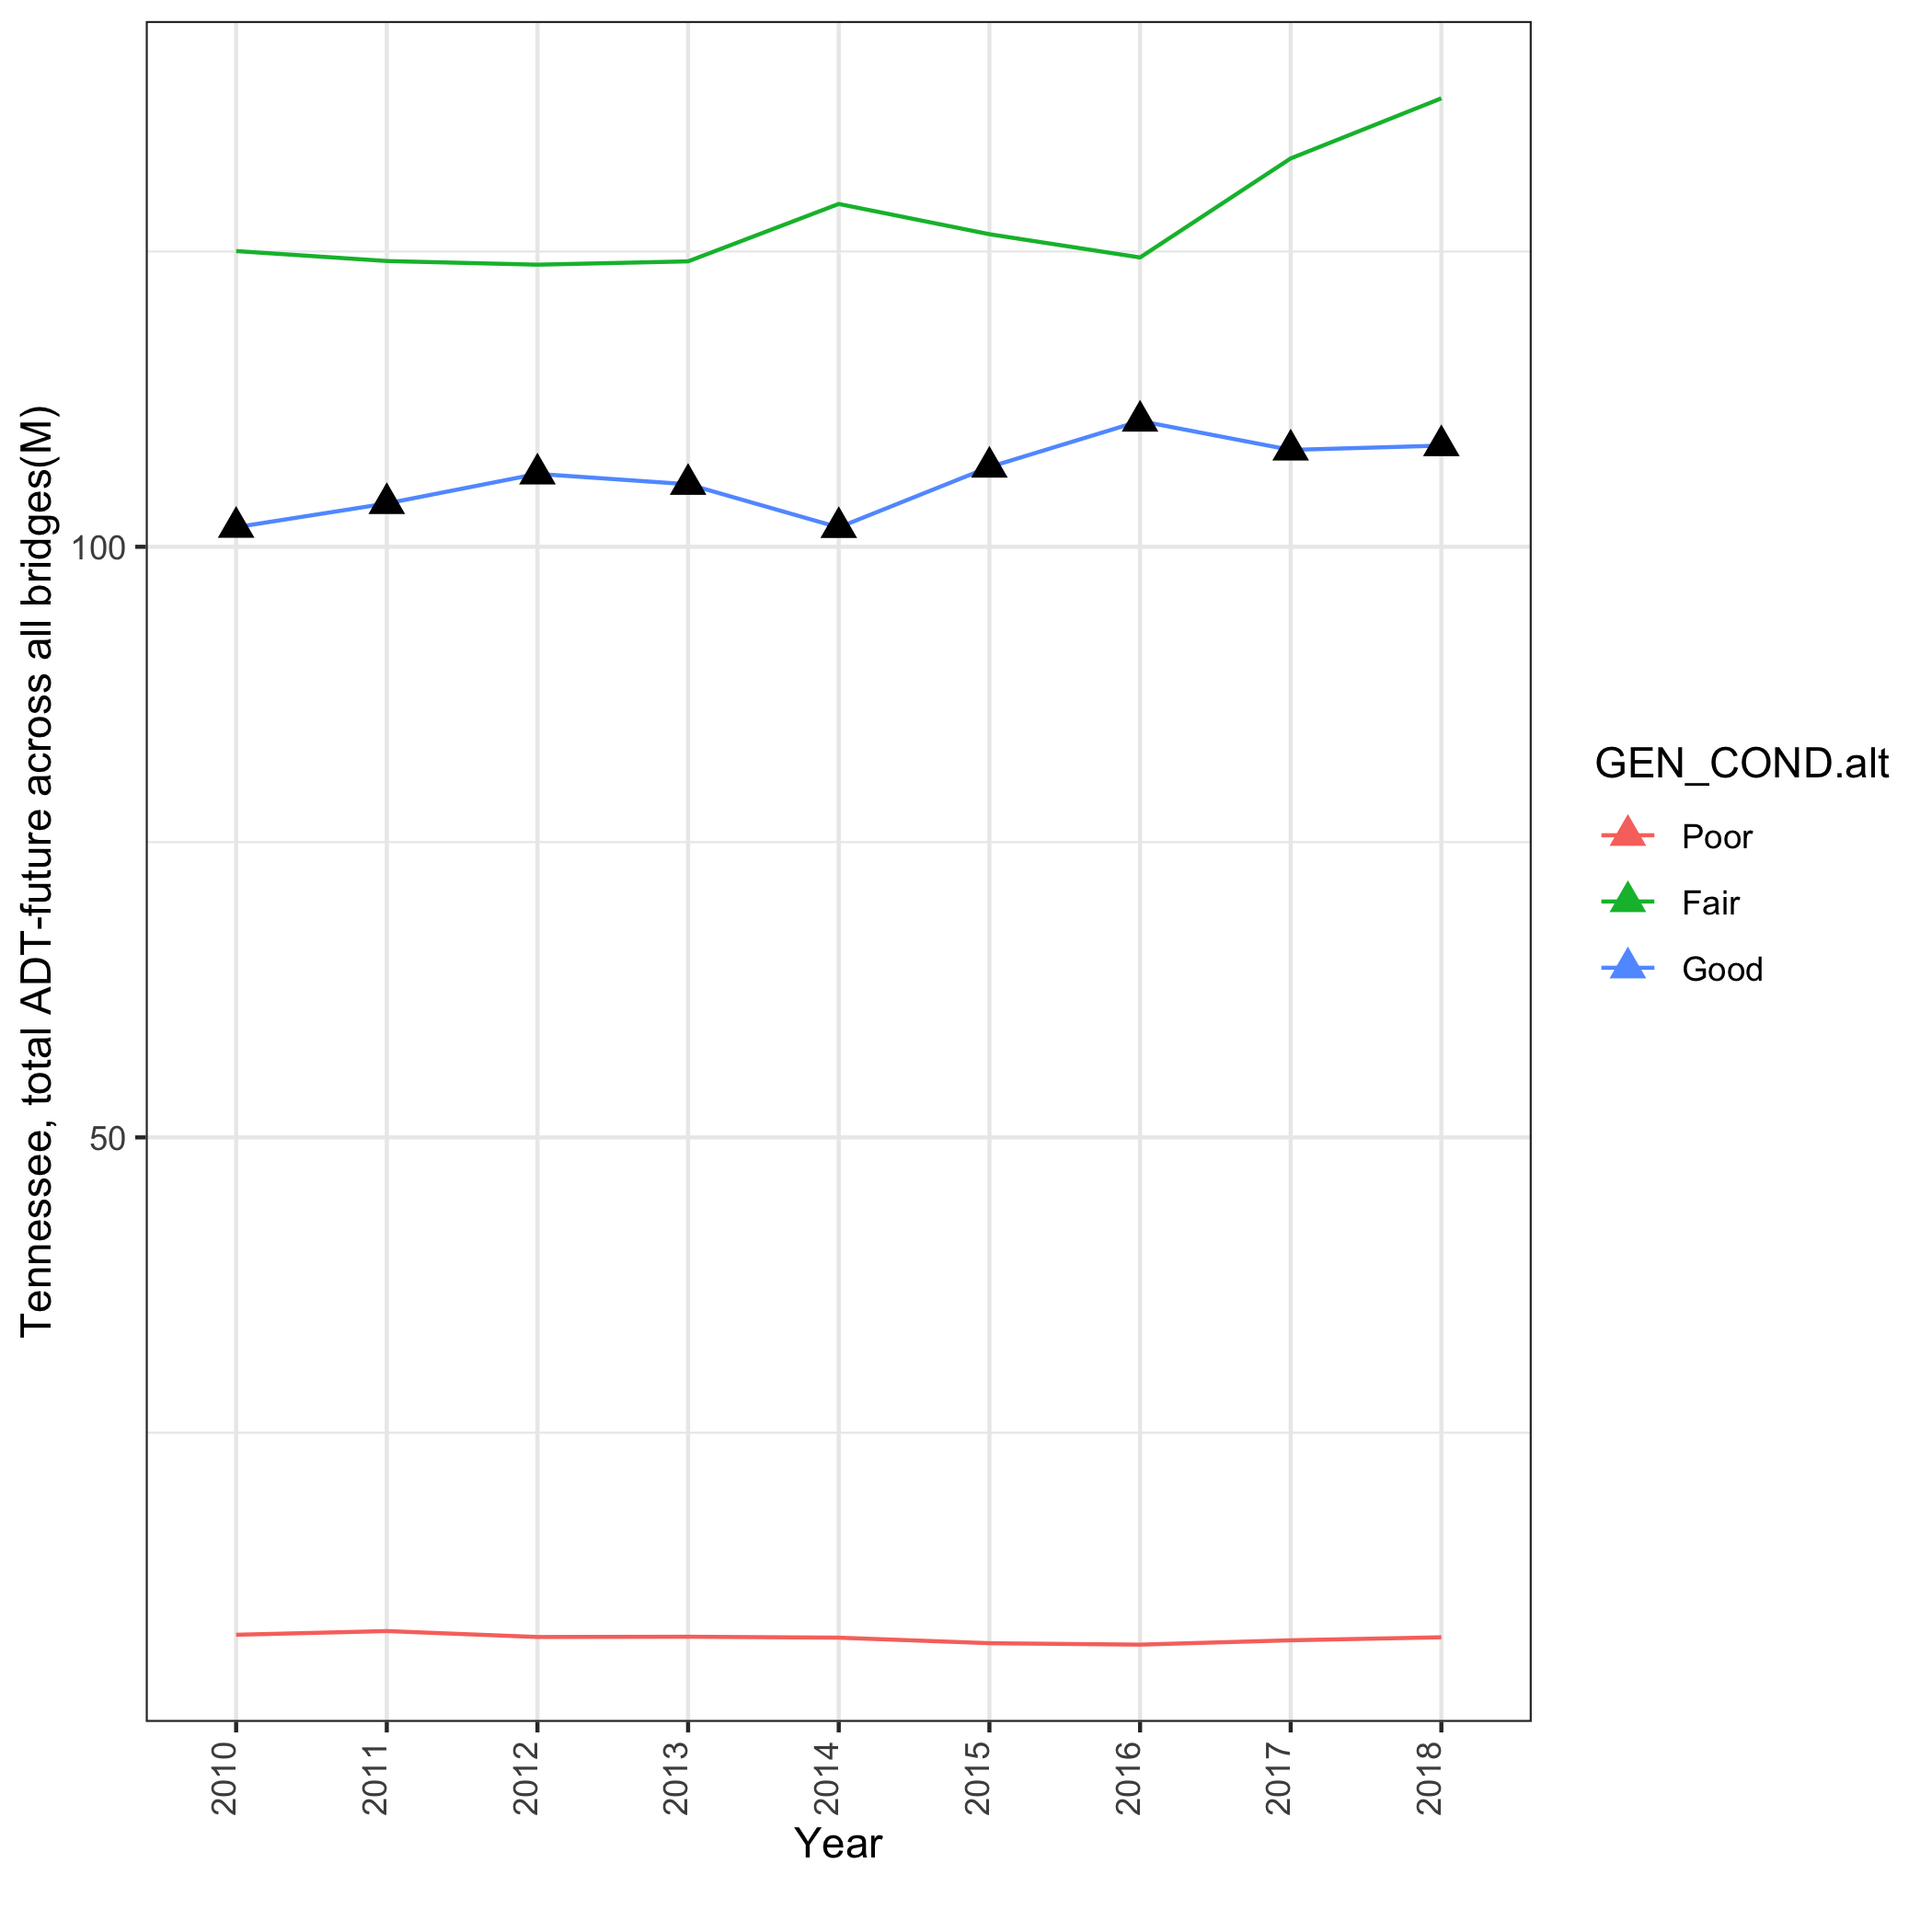 Tennessee, total ADT-future across all bridges(M)
100
50
2010
2011
2012
2013
2014
2015
2016
2017
2018
Year
GEN_COND.alt
Poor
Fair
Good